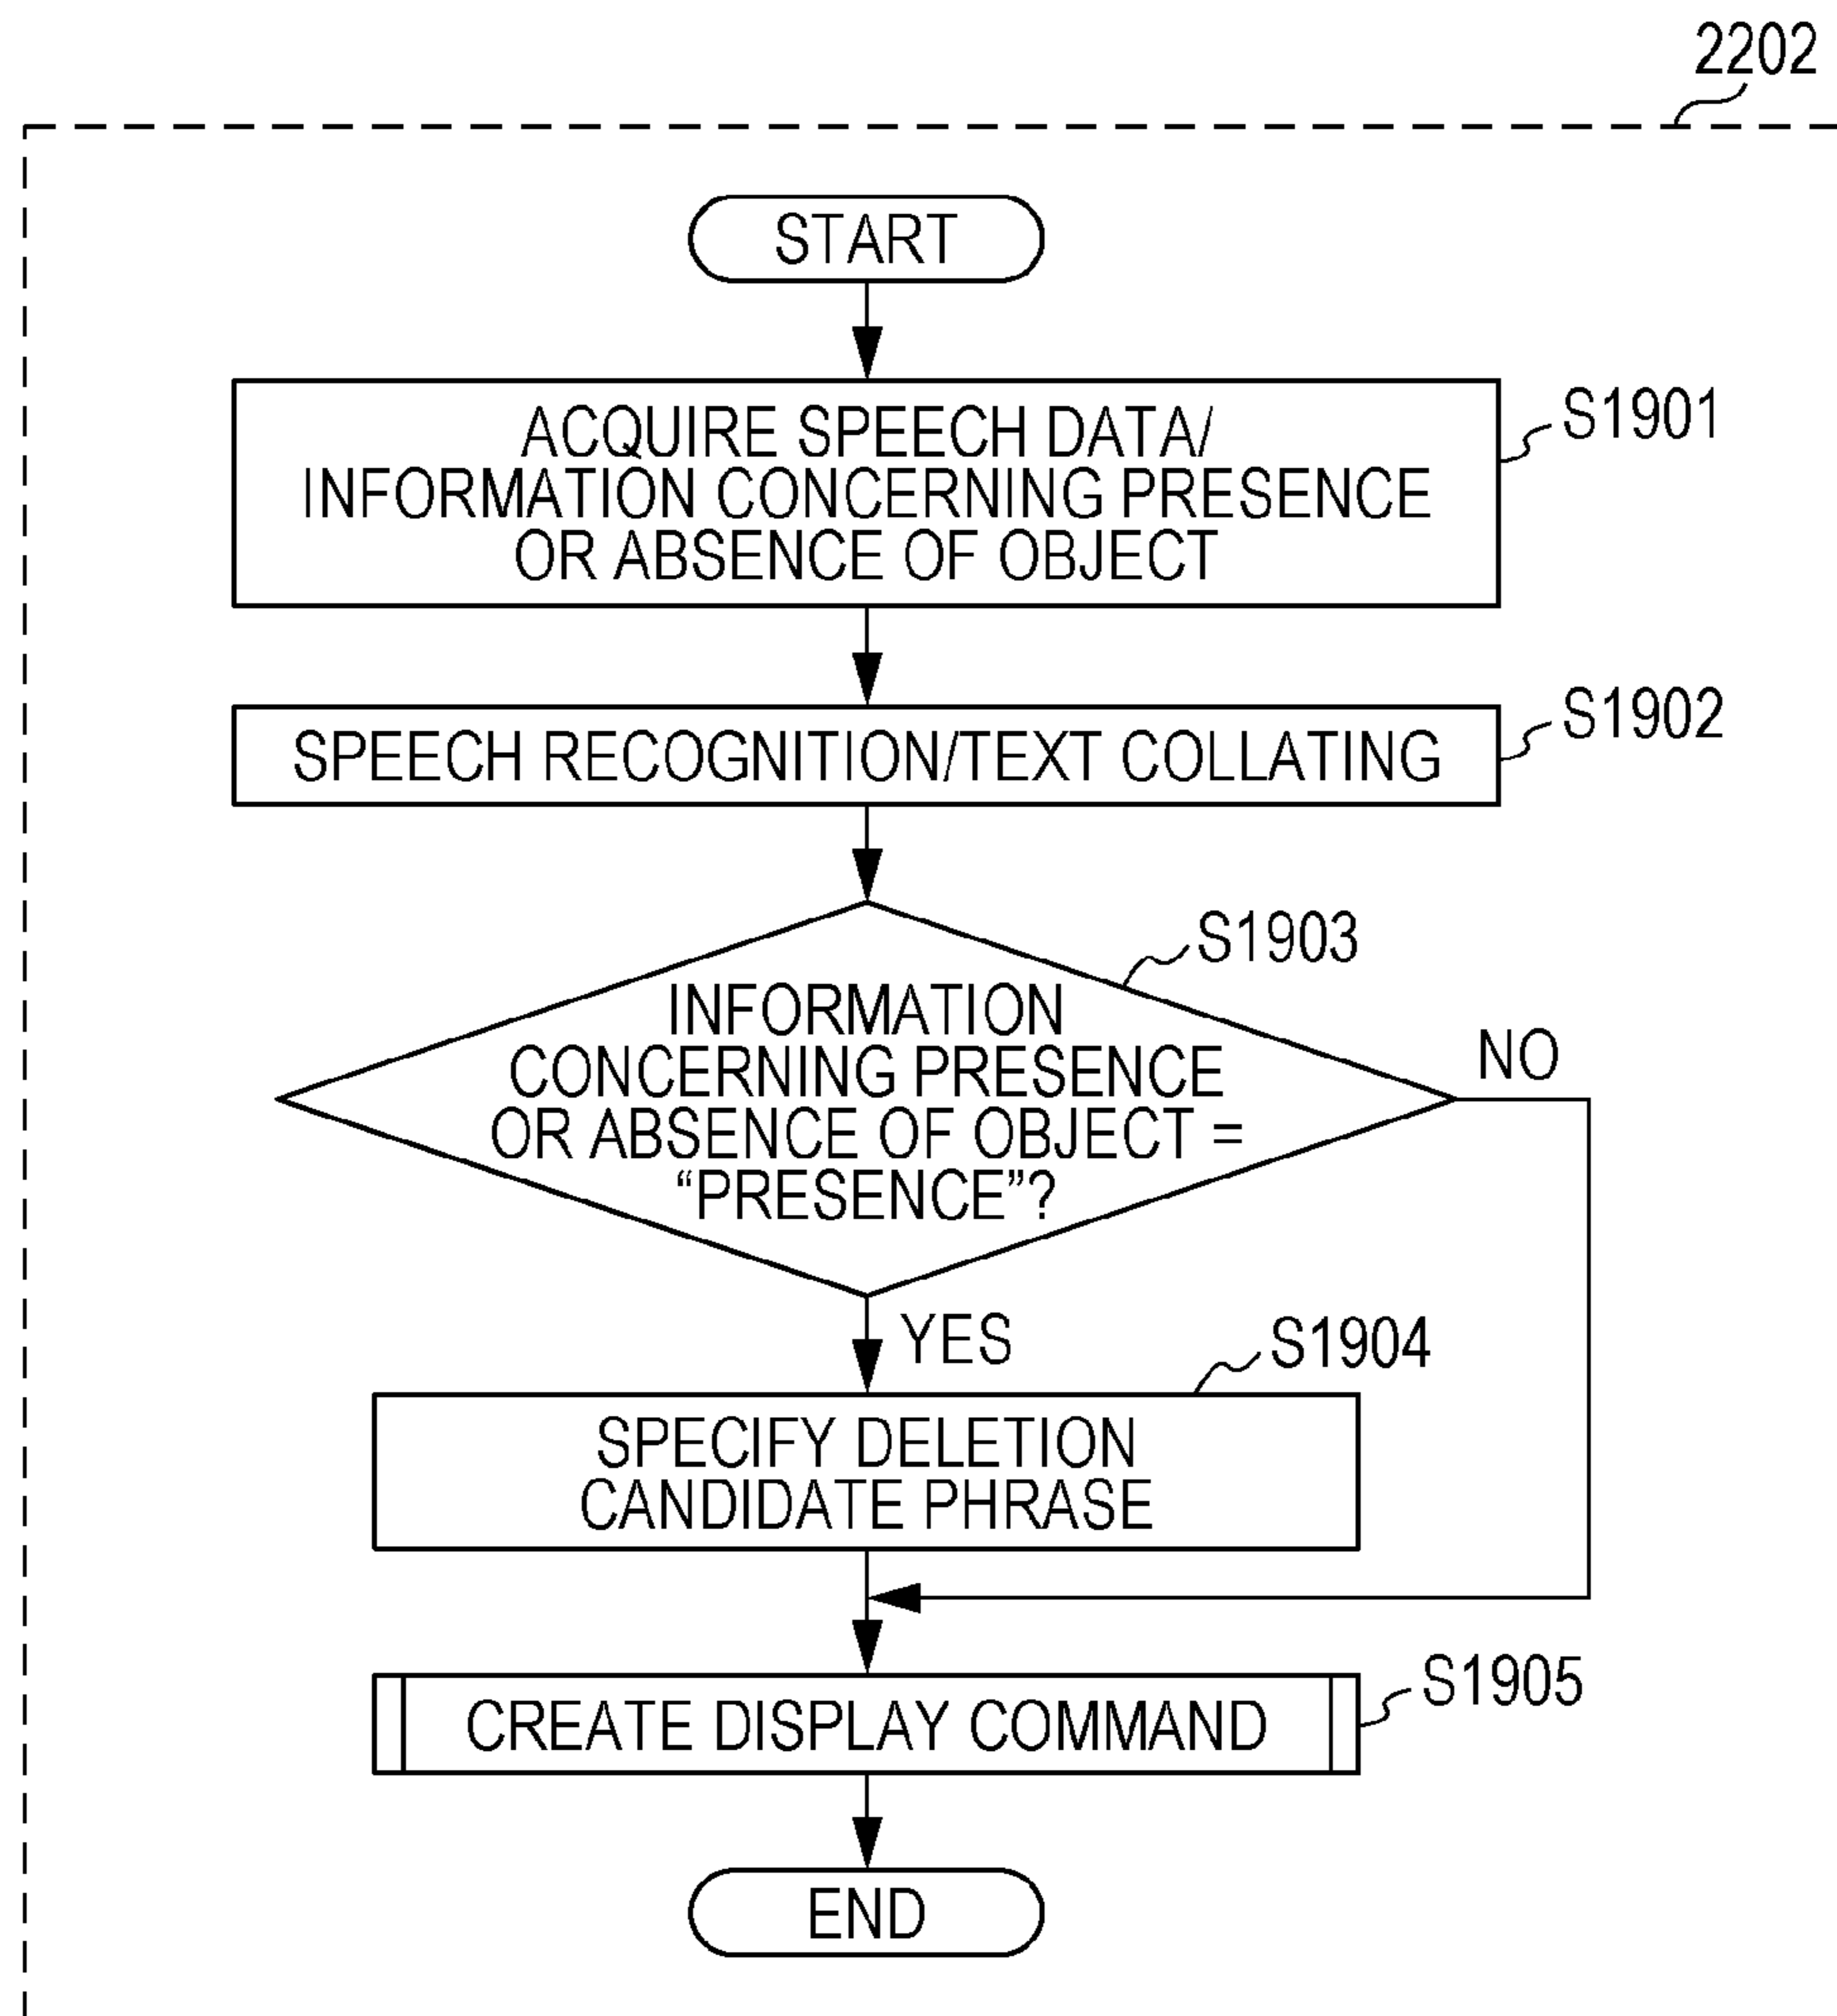 2202
START
ACQUIRE SPEECH DATA/
INFORMATION CONCERNING PRESENCE
OR ABSENCE OF OBJECT
S1901
SPEECH RECOGNITION/TEXT COLLATING
S1902
S1903
INFORMATION
CONCERNING PRESENCE
OR ABSENCE OF OBJECT =
“PRESENCE”?
NO
YES
S1904
SPECIFY DELETION
CANDIDATE PHRASE
CREATE DISPLAY COMMAND
S1905
END